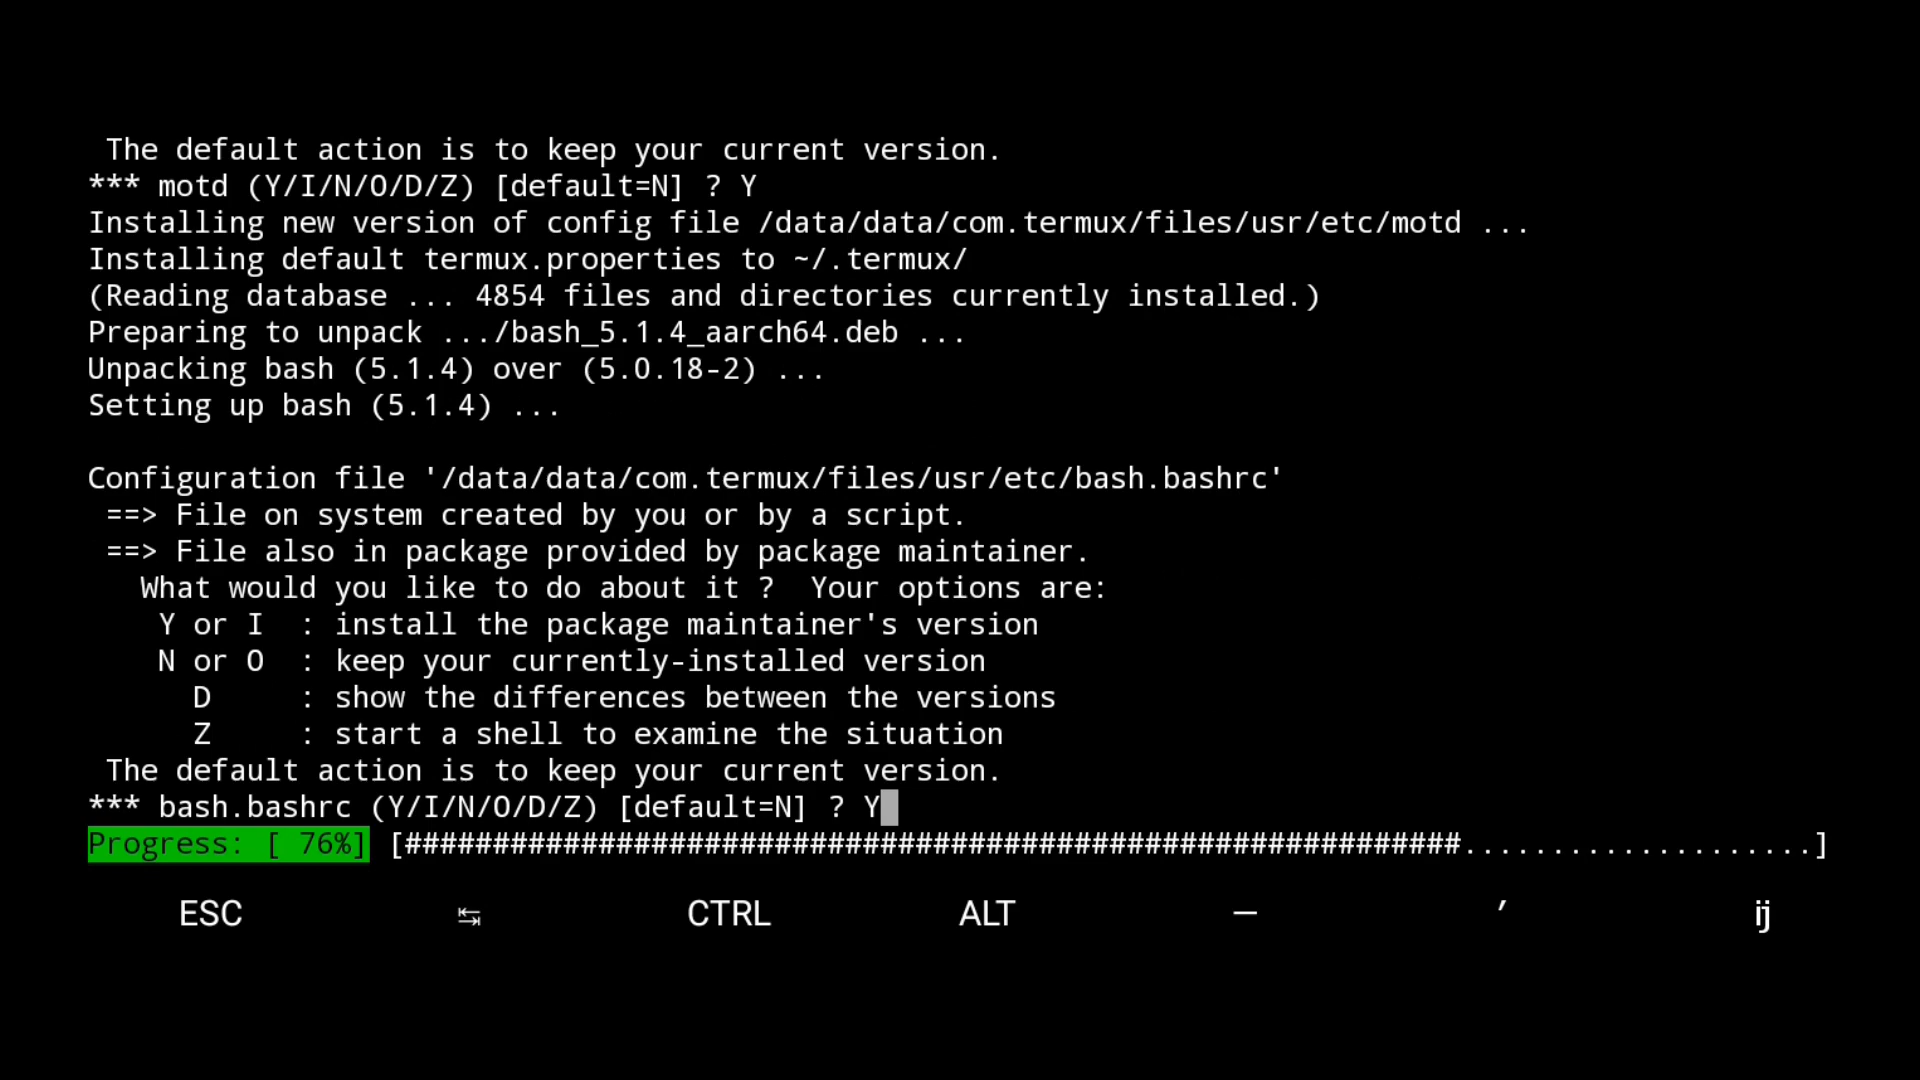 The default action is to keep your current version.
*** motd (Y/I/N/O/D/Z) [default=N] ? Y
Installing new version of config file /data/data/com.termux/files/usr/etc/motd ...
Installing default termux.properties to ~/.termux/
(Reading database ... 4854 files and directories currently installed.)
Preparing to unpack .../bash_5.1.4_aarch64.deb ...
Unpacking bash (5.1.4) over (5.0.18-2) ...
Setting up bash (5.1.4) ...
Configuration file '/data/data/com.termux/files/usr/etc/bash.bashrc'
==> File on system created by you or by a script.
==> File also in package provided by package maintainer.
What would you like to do about it ?  Your options are:
Y or I  : install the package maintainer's version
N or O  : keep your currently-installed version
D     : show the differences between the versions
Z     : start a shell to examine the situation
The default action is to keep your current version.
*** bash.bashrc (Y/I/N/O/D/Z) [default=N] ? Y
Progress: [ 76%] [############################################################....................]
ESC ↹ CTRL ALT — ′ ij